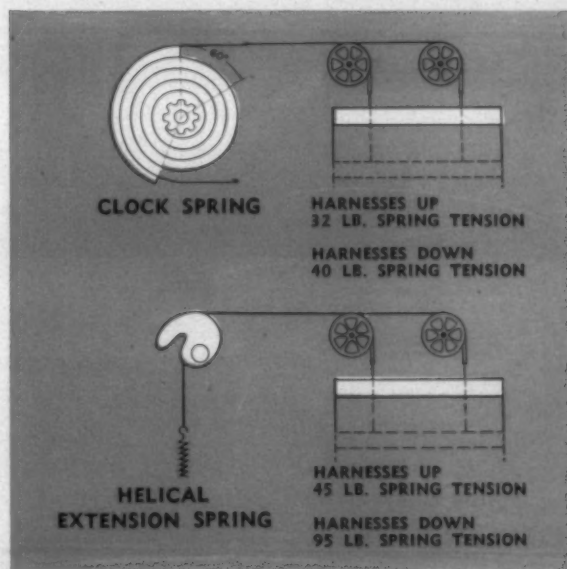 60°
CLOCK SPRING
HARNESSES UP
32 LB. SPRING TENSION
HARNESSES DOWN
40 LB. SPRING TENSION
HELICAL
EXTENSION SPRING
HARNESSES UP
45 LB. SPRING TENSION
HARNESSES DOWN
95 LB. SPRING TENSION